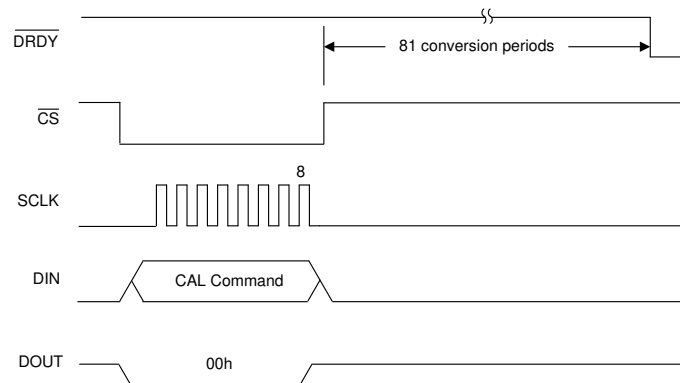 DRDY
81 conversion periods
CS
8
SCLK
DIN
CAL Command
DOUT
00h